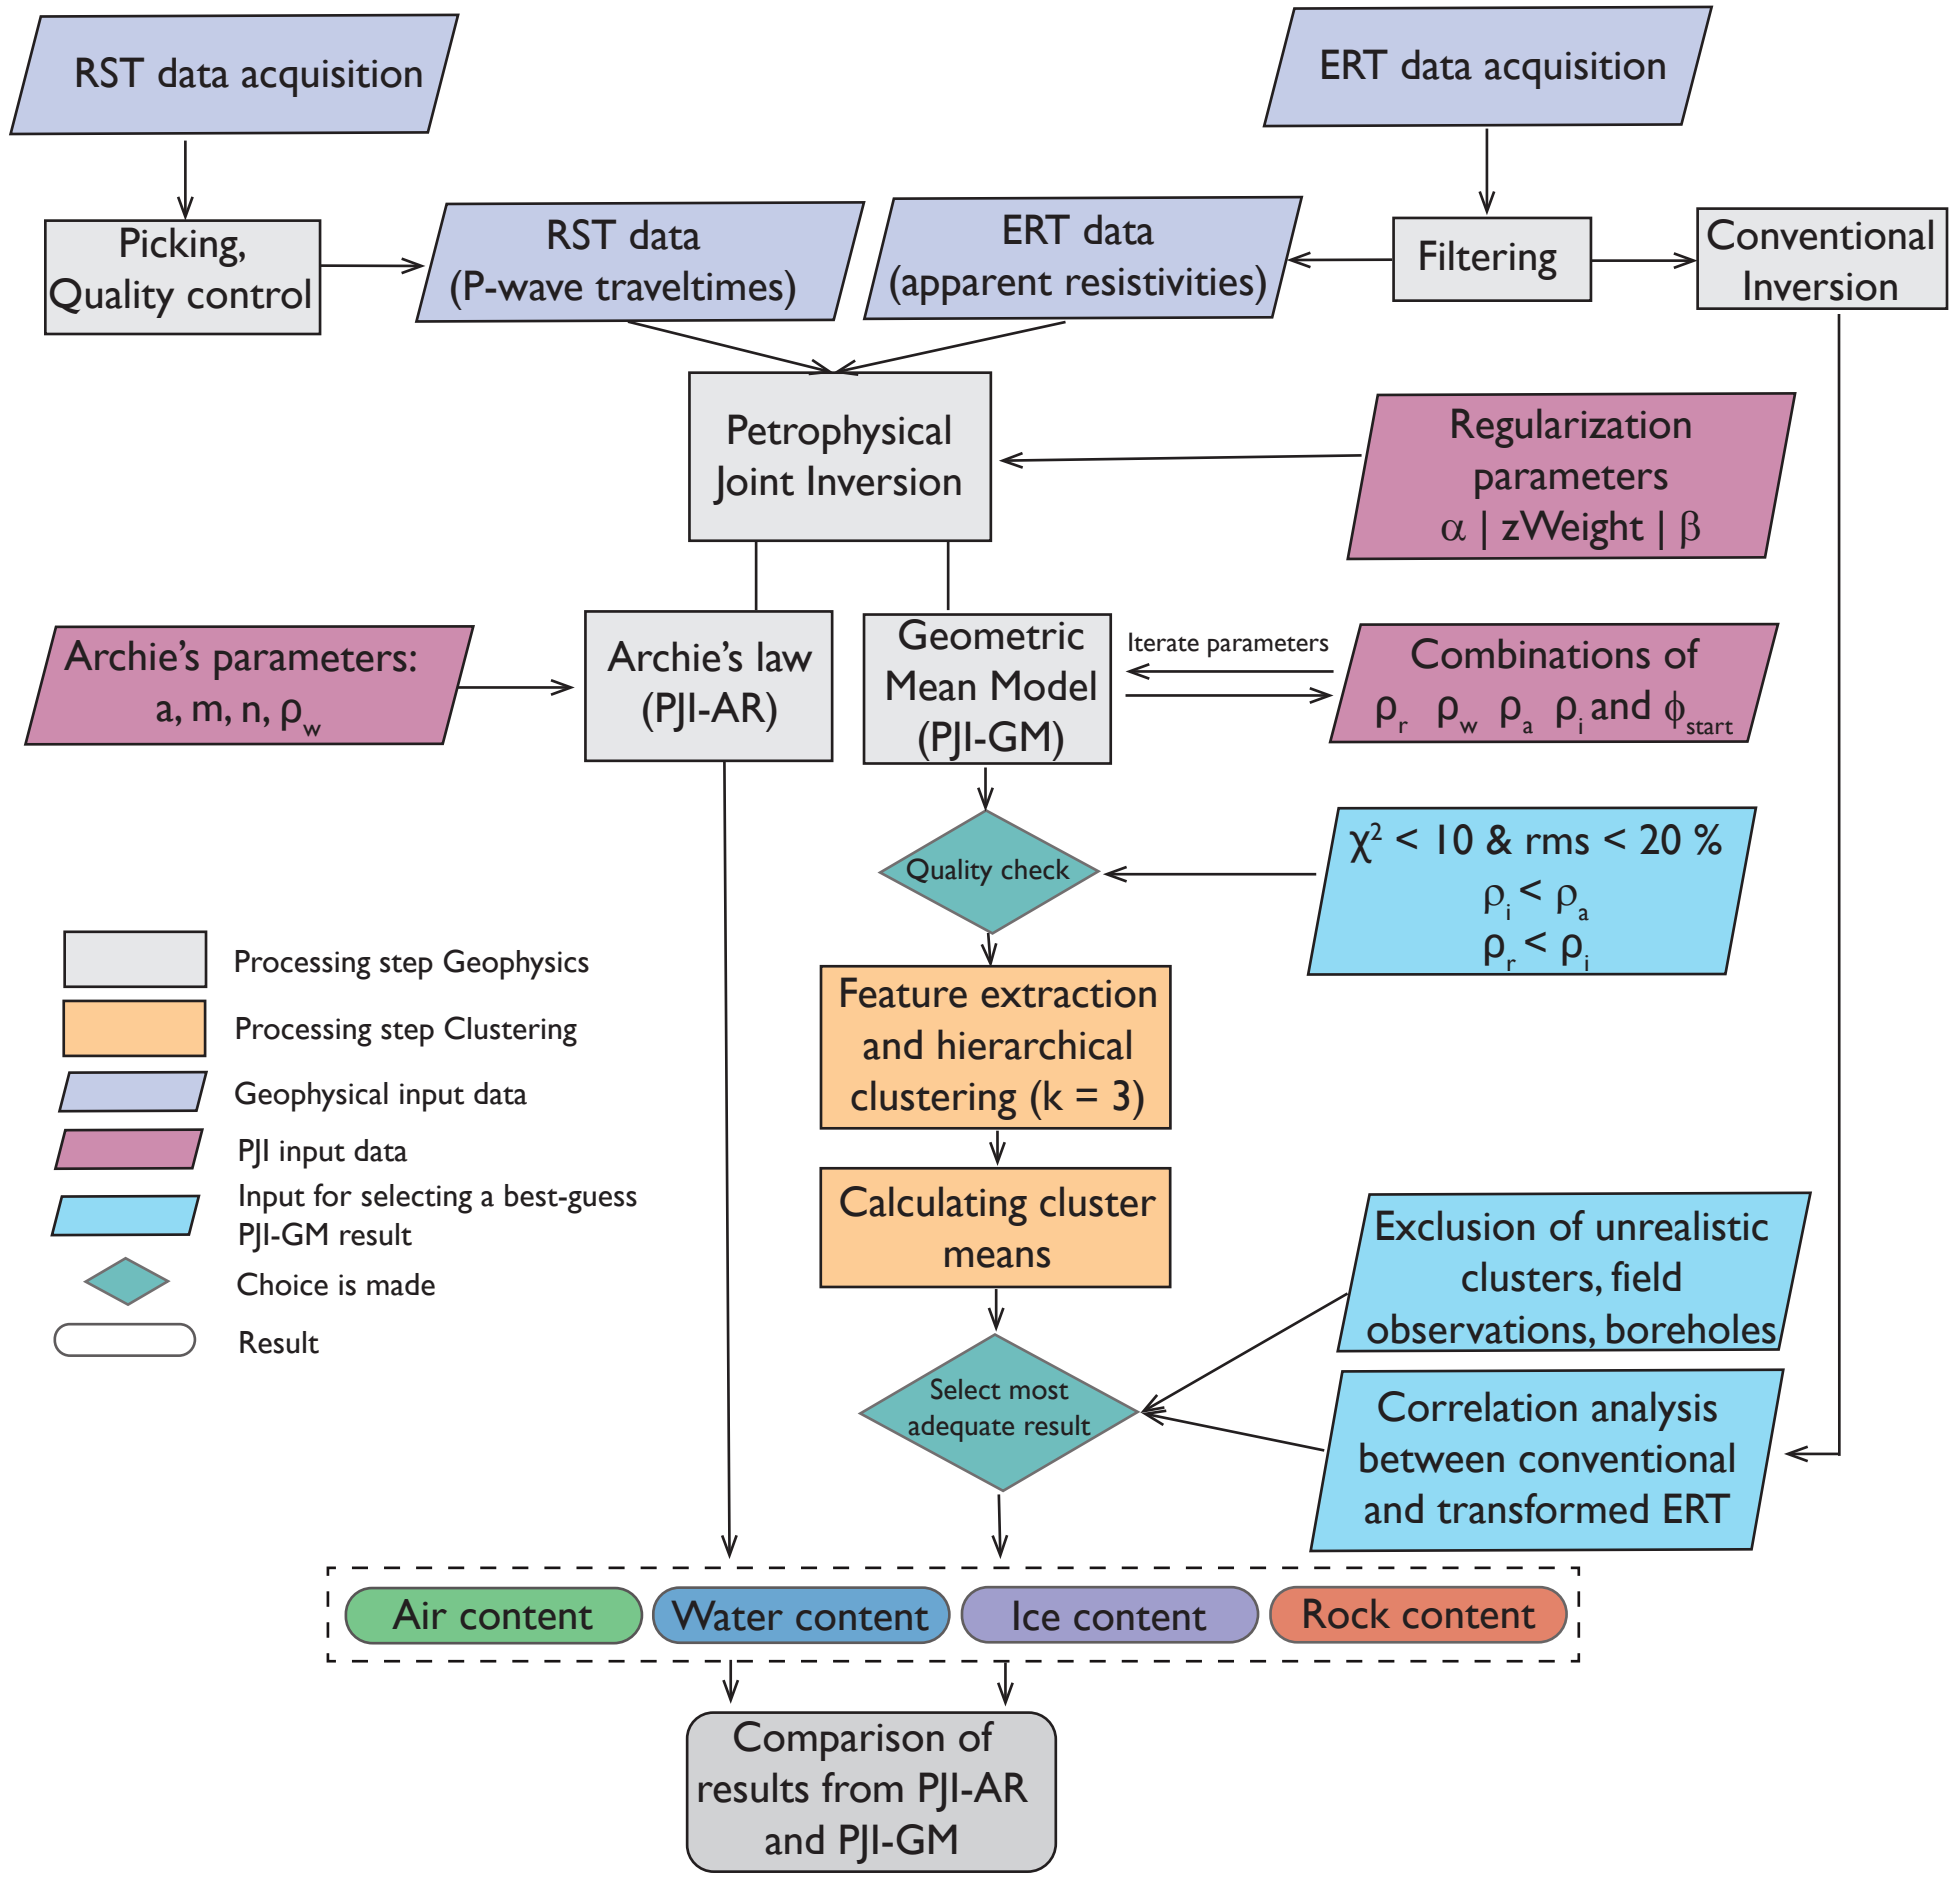 RST data acquisition
ERT data acquisition
Picking,
Quality control
RST data
(P-wave traveltimes)
ERT data
(apparent resistivities)
Filtering
Conventional
Inversion
Petrophysical
Joint Inversion
Regularization
parameters
α | zWeight | β
Archie's parameters:
a, m, n, ρw
Archie's law
(PJI-AR)
Geometric
Mean Model
(PJI-GM)
Iterate parameters
Combinations of
ρr ρw ρa ρi and ϕstart
Quality check
χ² < 10 & rms < 20 %
ρi < ρa
ρr < ρi
Processing step Geophysics
Processing step Clustering
Geophysical input data
PJI input data
Input for selecting a best-guess
PJI-GM result
Choice is made
Result
Feature extraction
and hierarchical
clustering (k = 3)
Calculating cluster
means
Exclusion of unrealistic
clusters, field
observations, boreholes
Select most
adequate result
Correlation analysis
between conventional
and transformed ERT
Air content
Water content
Ice content
Rock content
Comparison of
results from PJI-AR
and PJI-GM